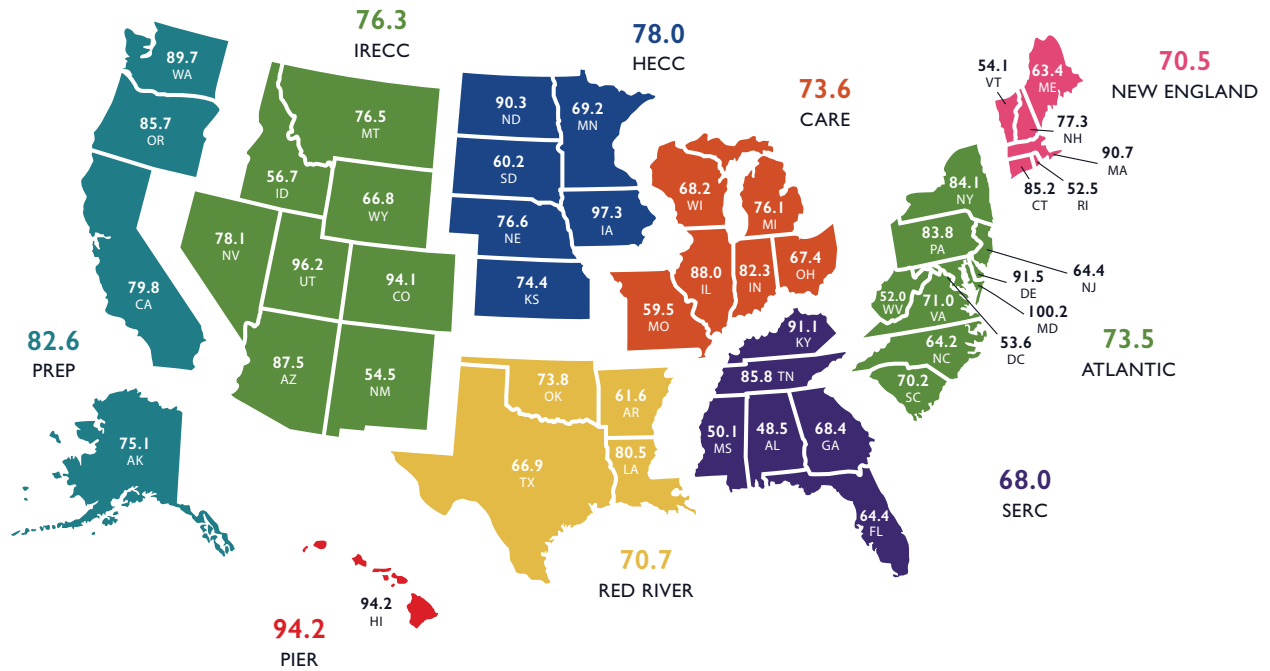 76.3
IRECC
78.0
HECC
73.6
CARE
70.5
NEW ENGLAND
89.7
WA
85.7
OR
79.8
CA
82.6
PREP
75.1
AK
76.5
MT
56.7
ID
66.8
WY
78.1
NV
96.2
UT
94.1
CO
87.5
AZ
54.5
NM
90.3
ND
69.2
MN
60.2
SD
76.6
NE
97.3
IA
74.4
KS
68.2
WI
76.1
MI
88.0
IL
82.3
IN
67.4
OH
59.5
MO
54.1
VT
63.4
ME
77.3
NH
90.7
MA
85.2
CT
52.5
RI
84.1
NY
83.8
PA
64.4
NJ
91.5
DE
100.2
MD
53.6
DC
52.0
WV
71.0
VA
64.2
NC
70.2
SC
73.5
ATLANTIC
91.1
KY
85.8 TN
50.1
MS
48.5
AL
68.4
GA
64.4
FL
68.0
SERC
73.8
OK
61.6
AR
66.9
TX
80.5
LA
70.7
RED RIVER
94.2
HI
94.2
PIER